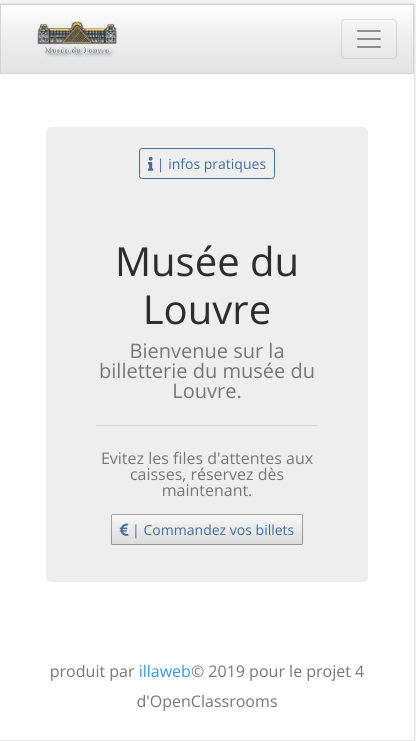 Musée du Louvre
i | infos pratiques
Musée du
Louvre
Bienvenue sur la
billetterie du musée du
Louvre.
Evitez les files d'attentes aux
caisses, réservez dès
maintenant.
€ | Commandez vos billets
produit par illaweb© 2019 pour le projet 4
d'OpenClassrooms